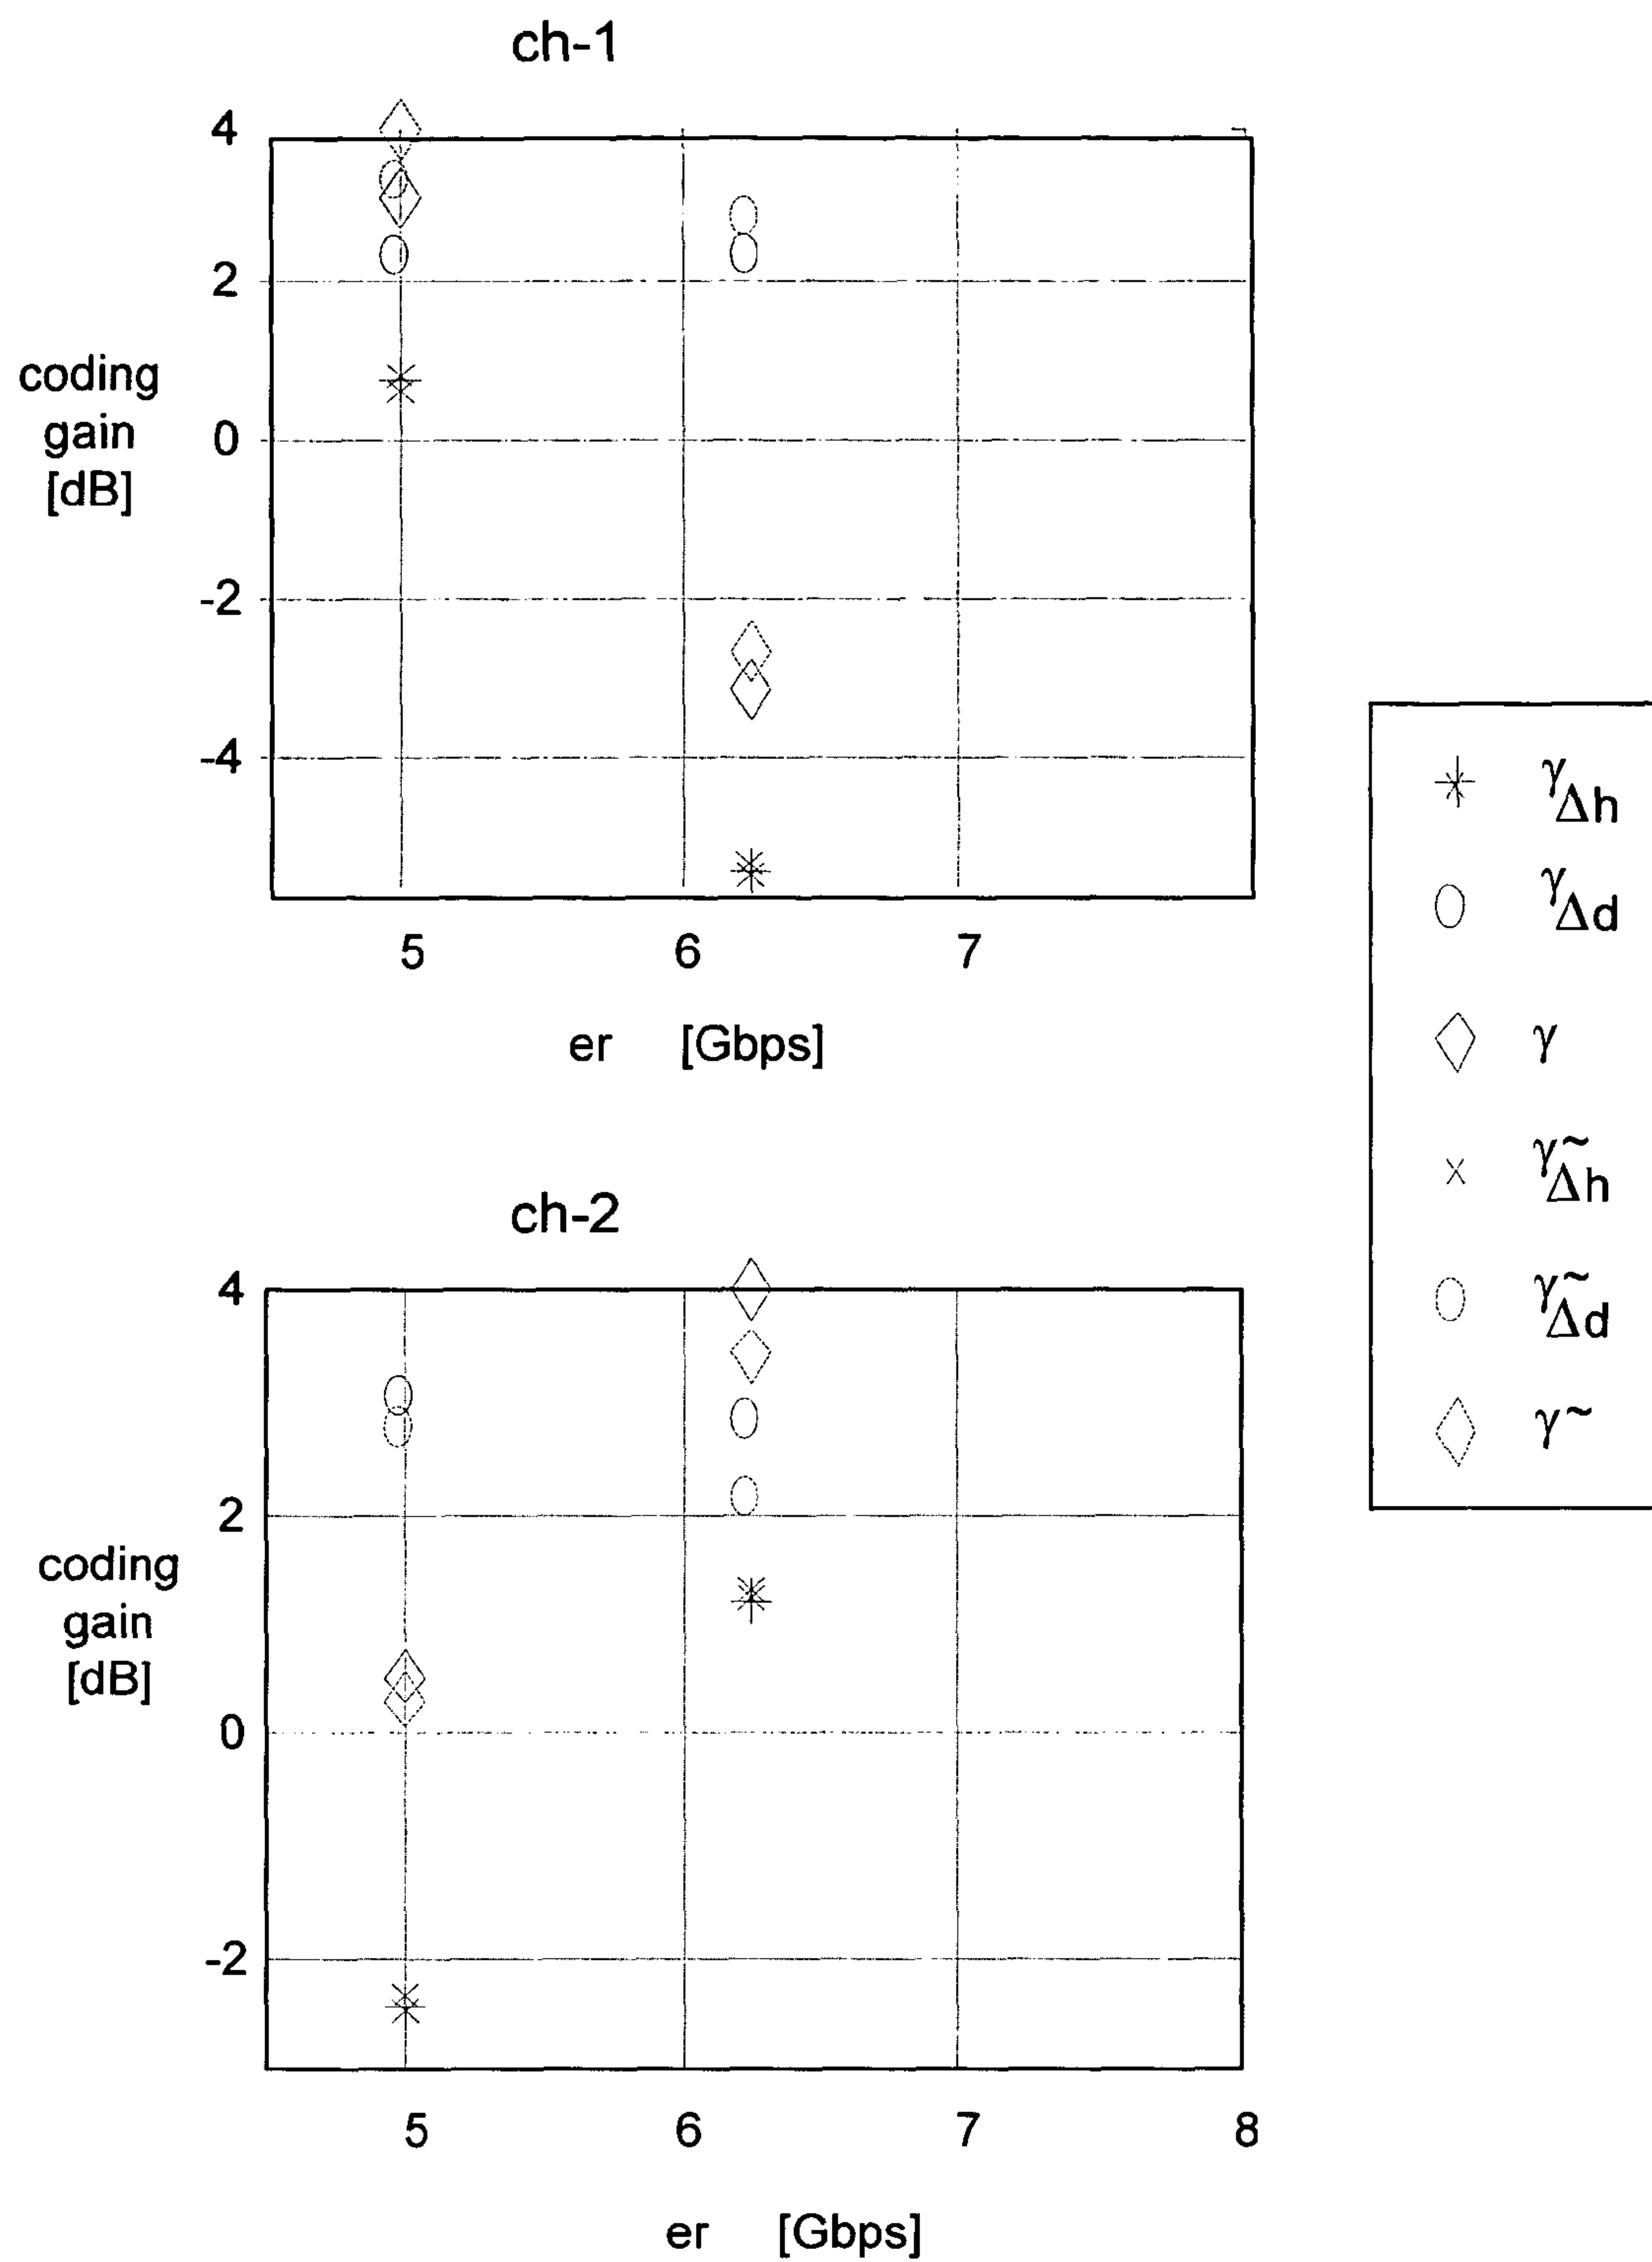 ch-1
4
2
0
-2
-4
coding
gain
[dB]
5 6 7
er [Gbps]
γΔh
γΔd
γ
γ~Δh
γ~Δd
γ~
ch-2
4
2
0
-2
coding
gain
[dB]
5 6 7 8
er [Gbps]